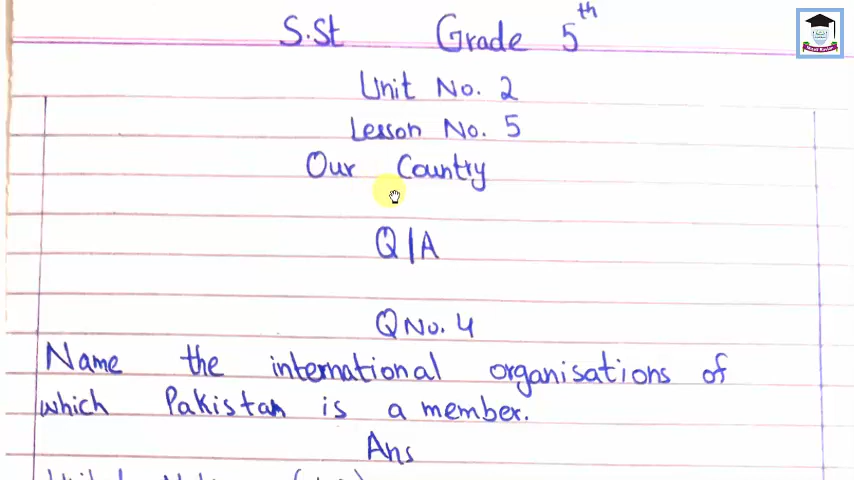 S.St Grade 5th
Unit No. 2
Lesson No. 5
Our Country
Q/A
Q No. 4
Name the international organisations of
which Pakistan is a member.
Ans